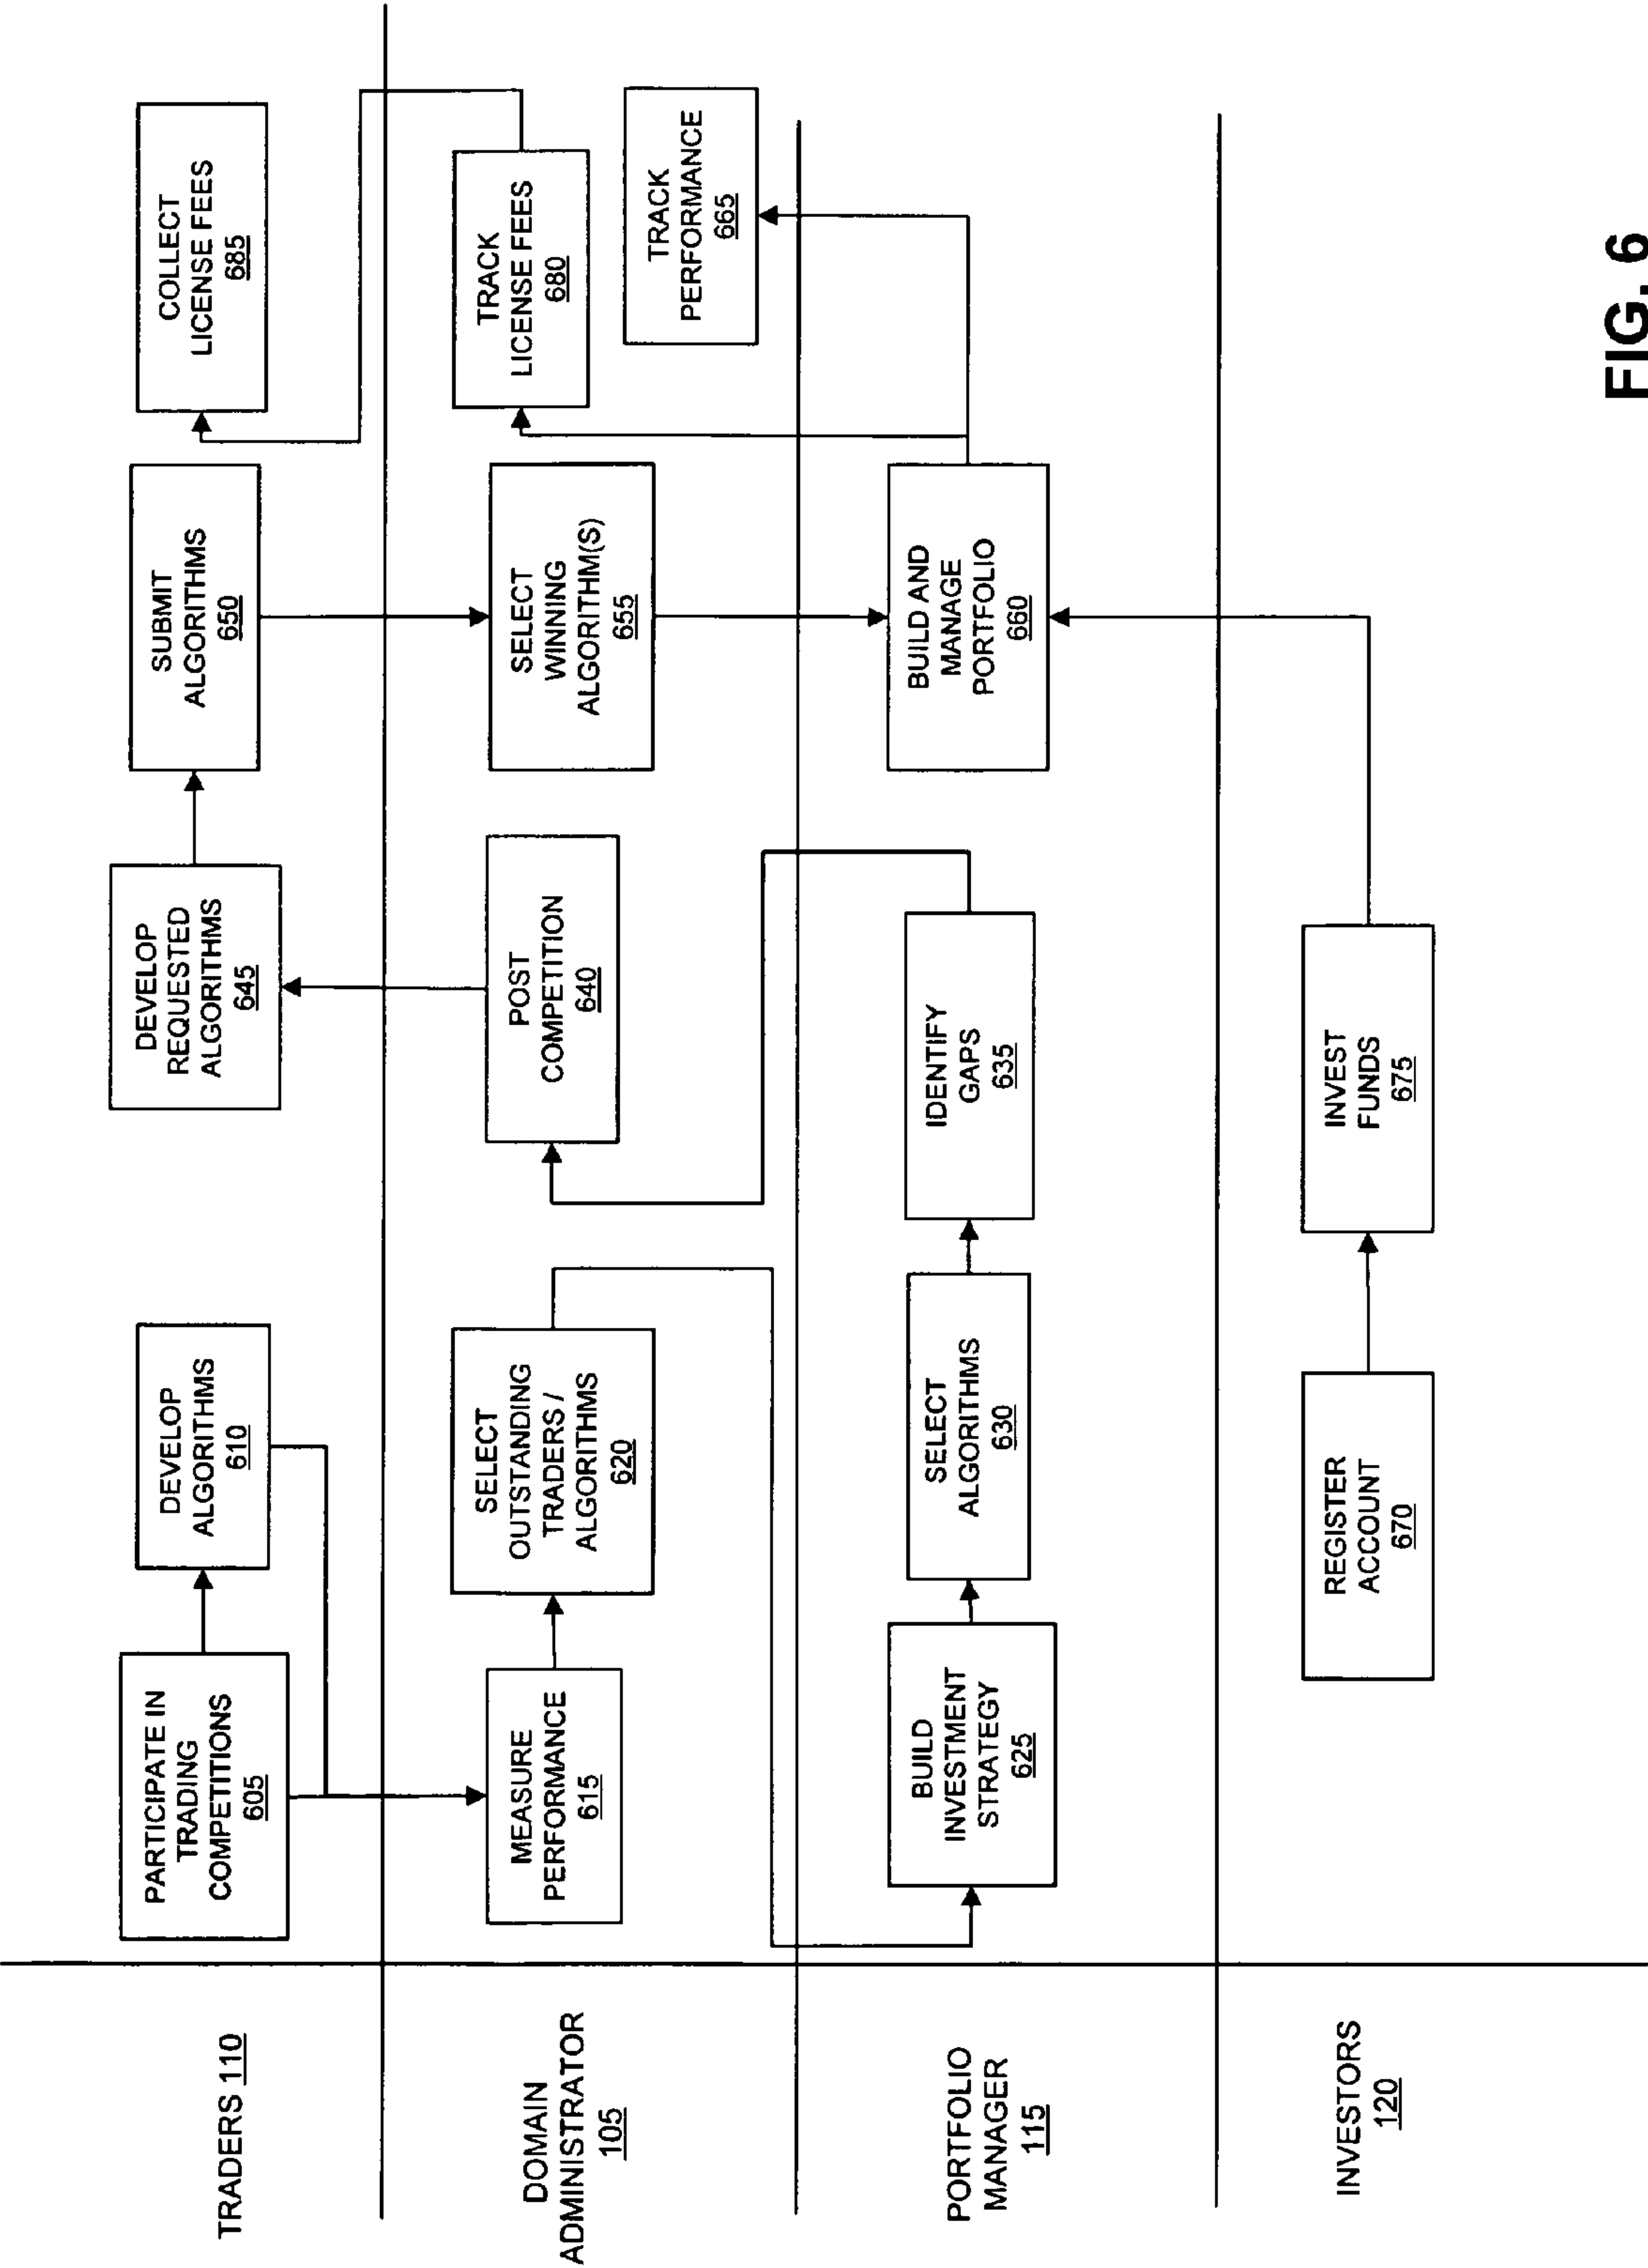 TRADERS 110
PARTICIPATE IN
TRADING
COMPETITIONS
605
DEVELOP
ALGORITHMS
610
DEVELOP
REQUESTED
ALGORITHMS
645
SUBMIT
ALGORITHMS
650
COLLECT
LICENSE FEES
685
DOMAIN
ADMINISTRATOR
105
MEASURE
PERFORMANCE
615
SELECT
OUTSTANDING
TRADERS /
ALGORITHMS
620
POST
COMPETITION
640
SELECT
WINNING
ALGORITHM(S)
655
TRACK
LICENSE FEES
680
TRACK
PERFORMANCE
665
PORTFOLIO
MANAGER
115
BUILD
INVESTMENT
STRATEGY
625
SELECT
ALGORITHMS
630
IDENTIFY
GAPS
635
BUILD AND
MANAGE
PORTFOLIO
660
INVESTORS
120
REGISTER
ACCOUNT
670
INVEST
FUNDS
675
FIG. 6